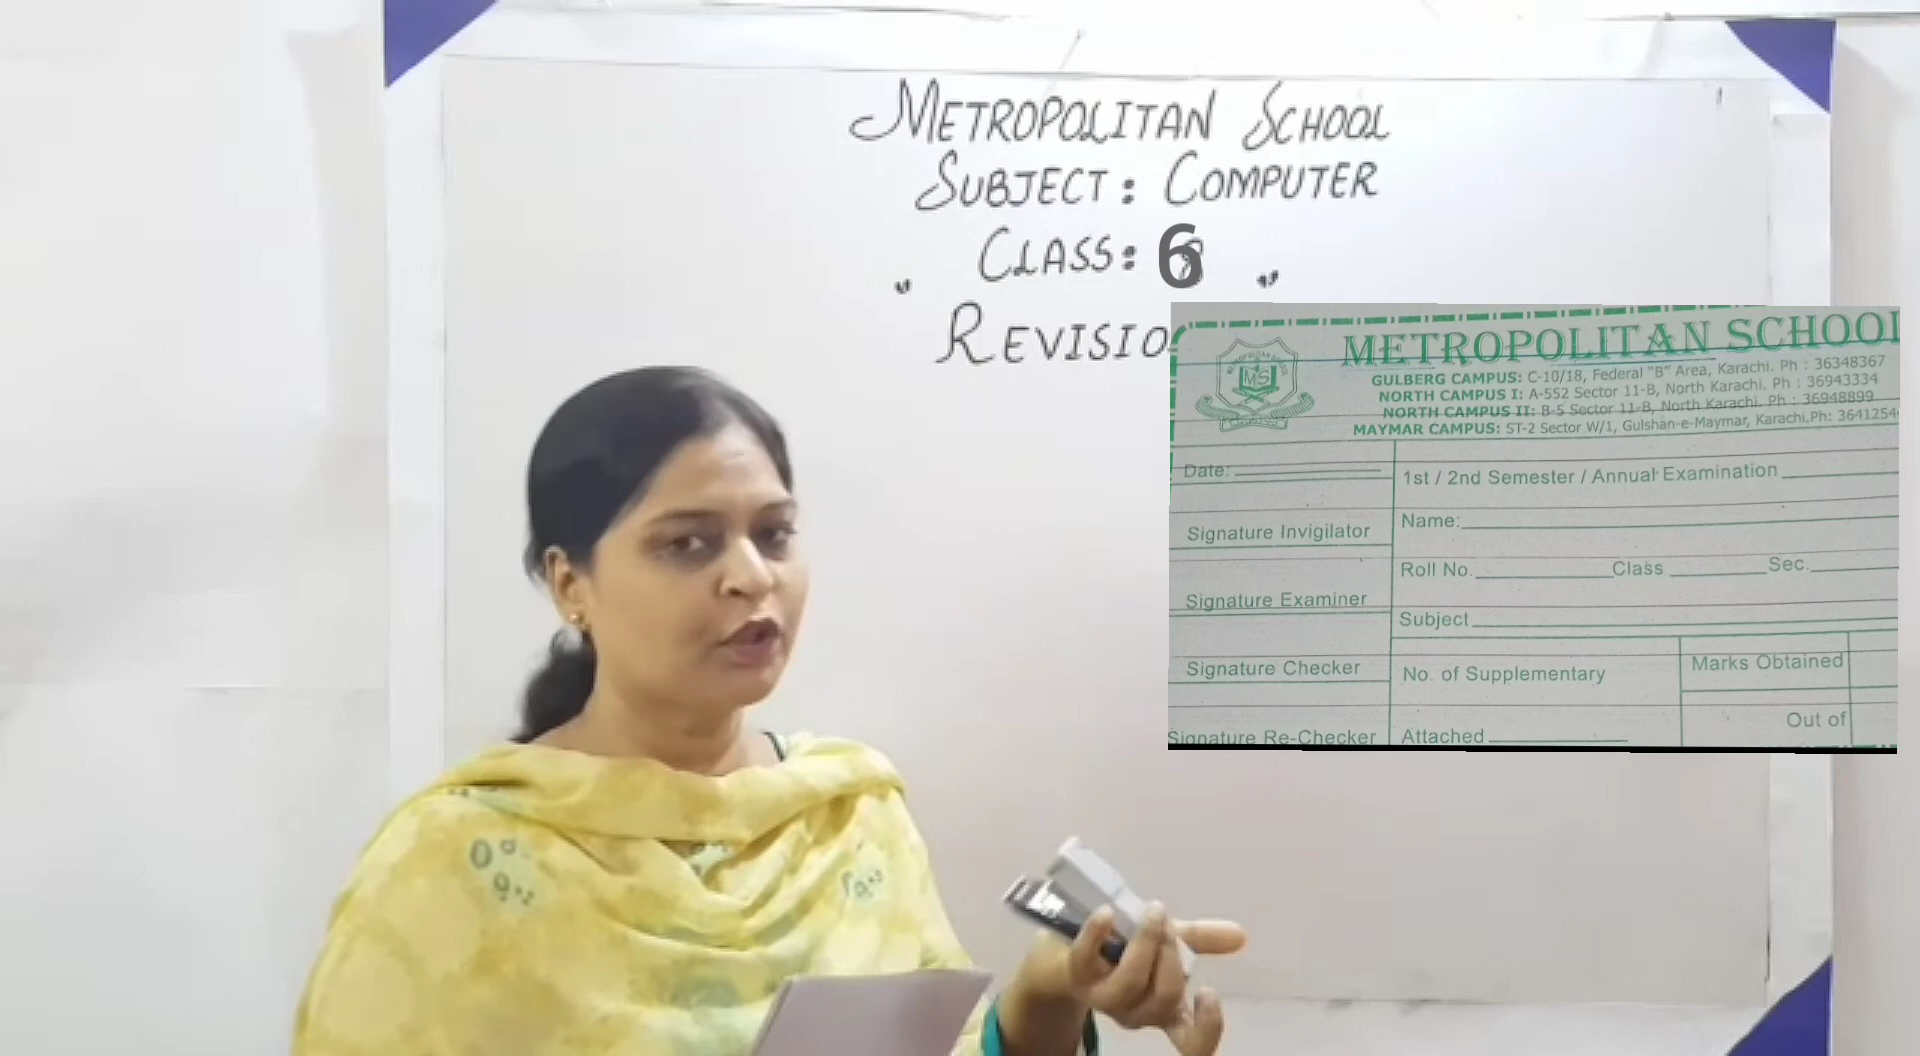 METROPOLITAN SCHOOL
SUBJECT: COMPUTER
CLASS: 6
REVISIO
METROPOLITAN SCHOOL
GULBERG CAMPUS: C-10/18, Federal "B" Area, Karachi. Ph : 36348367
NORTH CAMPUS I: A-552 Sector 11-B, North Karachi. Ph : 36943334
NORTH CAMPUS II: B-5 Sector 11-B, North Karachi. Ph : 36948899
MAYMAR CAMPUS: ST-2 Sector W/1, Gulshan-e-Maymar, Karachi.Ph: 3641254
MS
Date:
1st / 2nd Semester / Annual Examination
Signature Invigilator
Name:
Roll No. Class Sec.
Signature Examiner
Subject
Signature Checker
No. of Supplementary
Marks Obtained
Out of
Signature Re-Checker
Attached